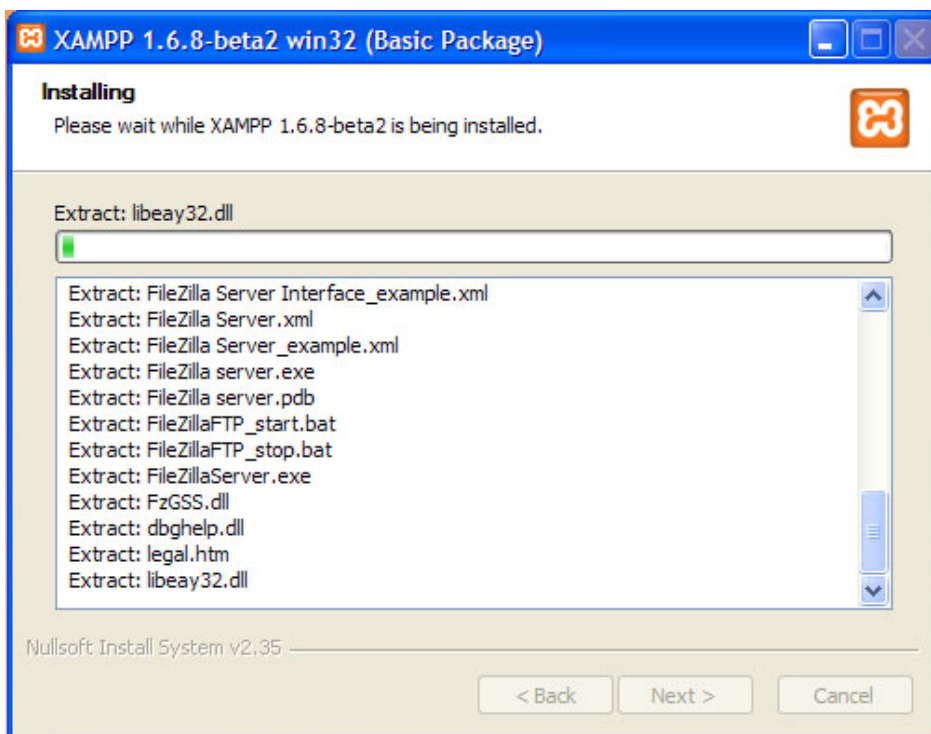 XAMPP 1.6.8-beta2 win32 (Basic Package)
Installing
Please wait while XAMPP 1.6.8-beta2 is being installed.
Extract: libeay32.dll
Extract: FileZilla Server Interface_example.xml
Extract: FileZilla Server.xml
Extract: FileZilla Server_example.xml
Extract: FileZilla server.exe
Extract: FileZilla server.pdb
Extract: FileZillaFTP_start.bat
Extract: FileZillaFTP_stop.bat
Extract: FileZillaServer.exe
Extract: FzGSS.dll
Extract: dbghelp.dll
Extract: legal.htm
Extract: libeay32.dll
Nullsoft Install System v2.35
< Back Next > Cancel